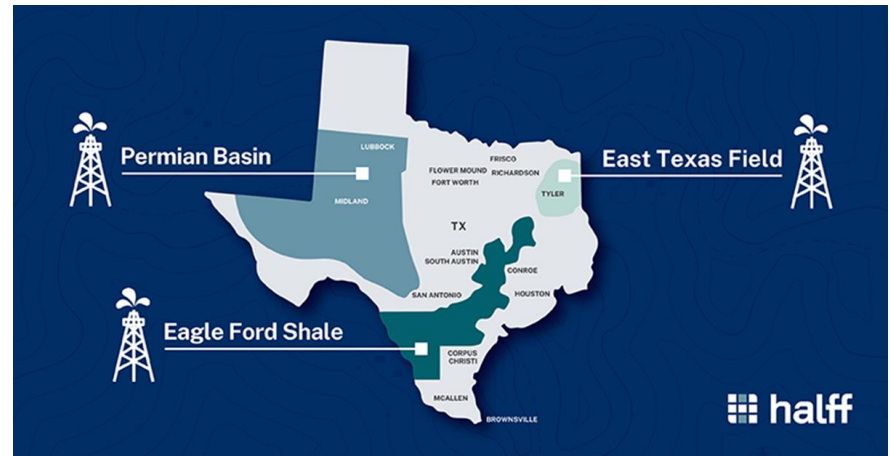 Permian Basin
East Texas Field
Eagle Ford Shale
LUBBOCK
MIDLAND
FRISCO
FLOWER MOUND
RICHARDSON
FORT WORTH
TYLER
TX
AUSTIN
SOUTH AUSTIN
CONROE
SAN ANTONIO
HOUSTON
CORPUS
CHRISTI
MCALLEN
BROWNSVILLE
halff